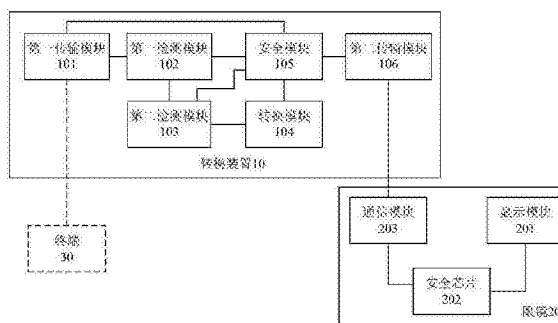 第一传输模块
101
第一检测模块
102
安全模块
105
第二传输模块
106
第二检测模块
103
转换模块
104
转换装置10
终端
30
通信模块
203
显示模块
201
安全芯片
202
眼镜20